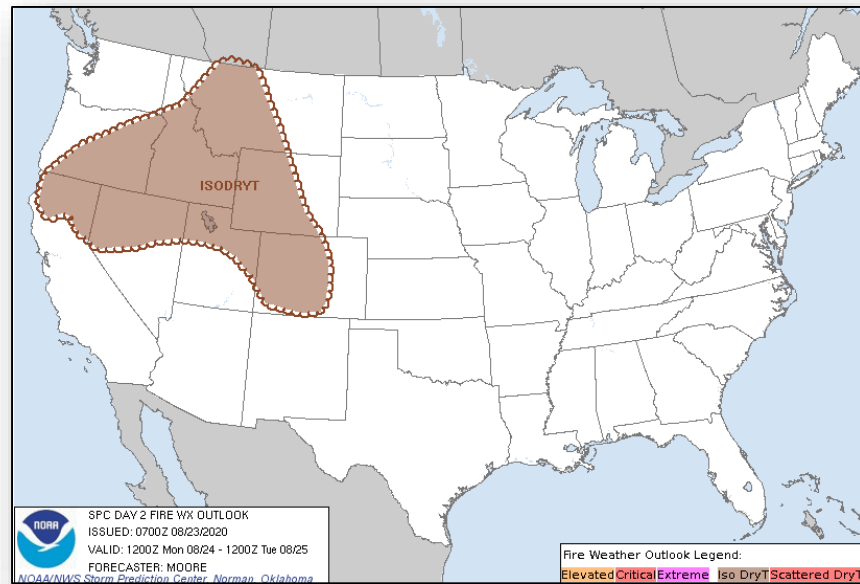 ISODRYT
SPC DAY 2 FIRE WX OUTLOOK
ISSUED: 0700Z 08/23/2020
VALID: 1200Z Mon 08/24 - 1200Z Tue 08/25
FORECASTER: MOORE
NOAA/NWS Storm Prediction Center, Norman, Oklahoma
NOAA
Fire Weather Outlook Legend:
Elevated Critical Extreme Iso DryT Scattered DryT